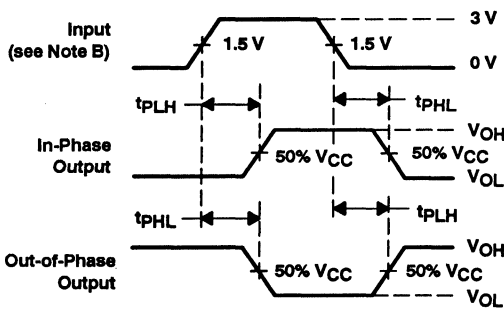 Input
(see Note B)
1.5 V
1.5 V
3 V
0 V
tPLH
tPHL
In-Phase
Output
50% VCC
50% VCC
VOH
VOL
tPHL
tPLH
Out-of-Phase
Output
50% VCC
50% VCC
VOH
VOL